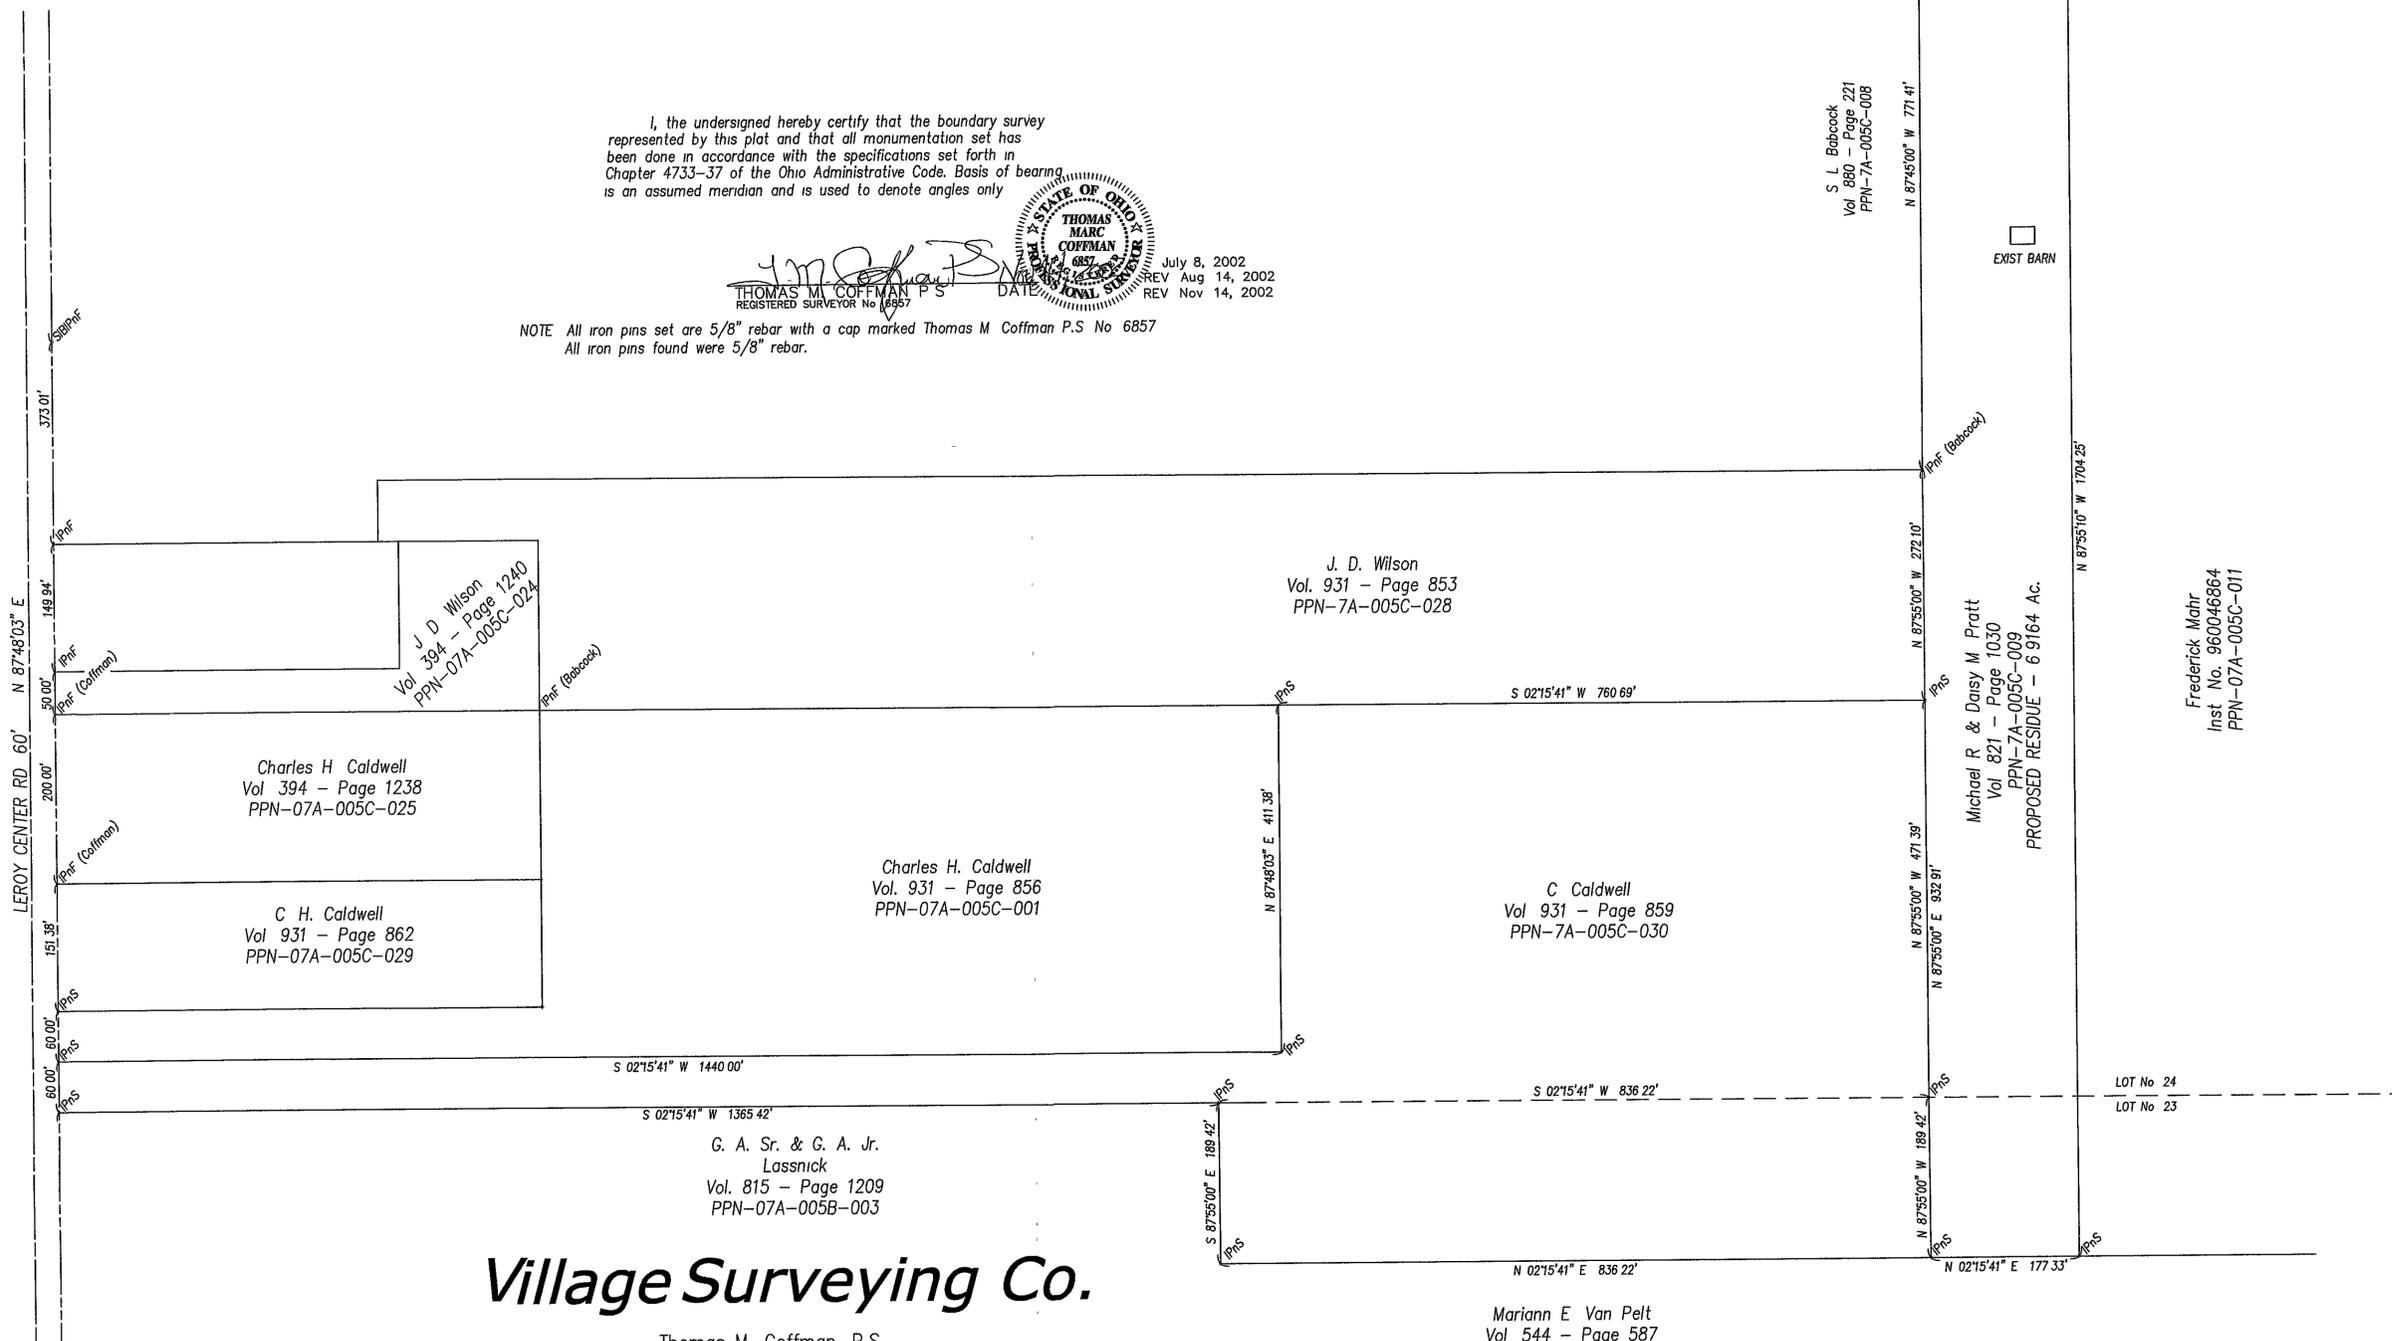 I, the undersigned hereby certify that the boundary survey
represented by this plat and that all monumentation set has
been done in accordance with the specifications set forth in
Chapter 4733-37 of the Ohio Administrative Code. Basis of bearing
is an assumed meridian and is used to denote angles only
STATE OF OHIO
THOMAS
MARC
COFFMAN
6857
REGISTERED
PROFESSIONAL SURVEYOR
THOMAS M. COFFMAN P S DATE
REGISTERED SURVEYOR No 6857
July 8, 2002
REV Aug 14, 2002
REV Nov 14, 2002
NOTE All iron pins set are 5/8" rebar with a cap marked Thomas M Coffman P.S No 6857
All iron pins found were 5/8" rebar.
S L Babcock
Vol 880 – Page 221
PPN-7A-005C-008
N 87°45'00" W 771 41'
EXIST BARN
SIBIPnF
373 01'
IPnF
149 94'
IPnF
50 00'
IPnF (Coffman)
200 00'
IPnF (Coffman)
151 38'
IPnS
60 00'
IPnS
60 00'
IPnS
LEROY CENTER RD 60' N 87°48'03" E
J D Wilson
Vol 394 – Page 1240
PPN-07A-005C-024
IPnF (Babcock)
J. D. Wilson
Vol. 931 – Page 853
PPN-7A-005C-028
IPnF (Babcock)
N 87°55'00" W 272 10'
N 87°55'10" W 1704 25'
IPnS
S 02°15'41" W 760 69'
IPnS
Charles H Caldwell
Vol 394 – Page 1238
PPN-07A-005C-025
C H. Caldwell
Vol 931 – Page 862
PPN-07A-005C-029
Charles H. Caldwell
Vol. 931 – Page 856
PPN-07A-005C-001
N 87°48'03" E 411 38'
C Caldwell
Vol 931 – Page 859
PPN-7A-005C-030
N 87°55'00" W 471 39'
N 87°55'00" E 932 91'
Michael R & Daisy M Pratt
Vol 821 – Page 1030
PPN-7A-005C-009
PROPOSED RESIDUE – 6 9164 Ac.
Frederick Mahr
Inst No. 960046864
PPN-07A-005C-011
IPnS
S 02°15'41" W 1440 00'
IPnS
S 02°15'41" W 836 22'
IPnS
LOT No 24
LOT No 23
S 02°15'41" W 1365 42'
G. A. Sr. & G. A. Jr.
Lassnick
Vol. 815 – Page 1209
PPN-07A-005B-003
S 87°55'00" E 189 42'
N 87°55'00" W 189 42'
IPnS
IPnS
IPnS
N 02°15'41" E 836 22'
N 02°15'41" E 177 33'
Village Surveying Co.
Thomas M. Coffman, P.S.
Mariann E Van Pelt
Vol 544 – Page 587